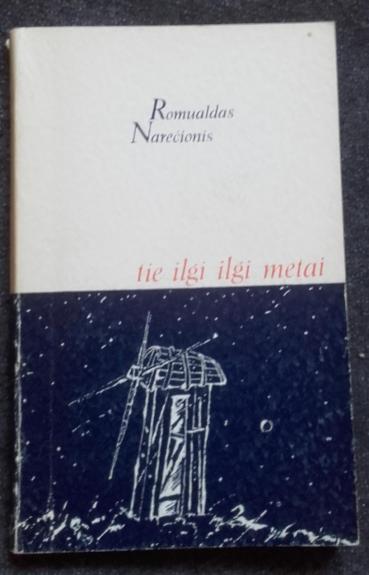 Romualdas
Narečionis
tie ilgi ilgi metai